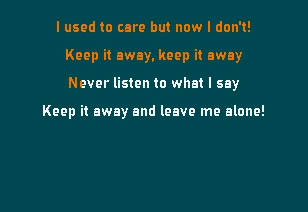 I used to care but now I don't!
Keep it away, keep it away
Never listen to what I say
Keep it away and leave me alone!